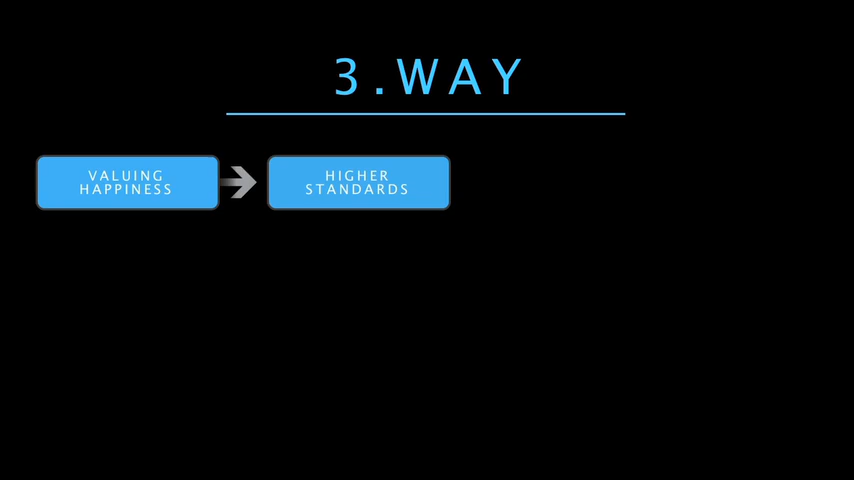 3.WAY
VALUING
HAPPINESS
HIGHER
STANDARDS